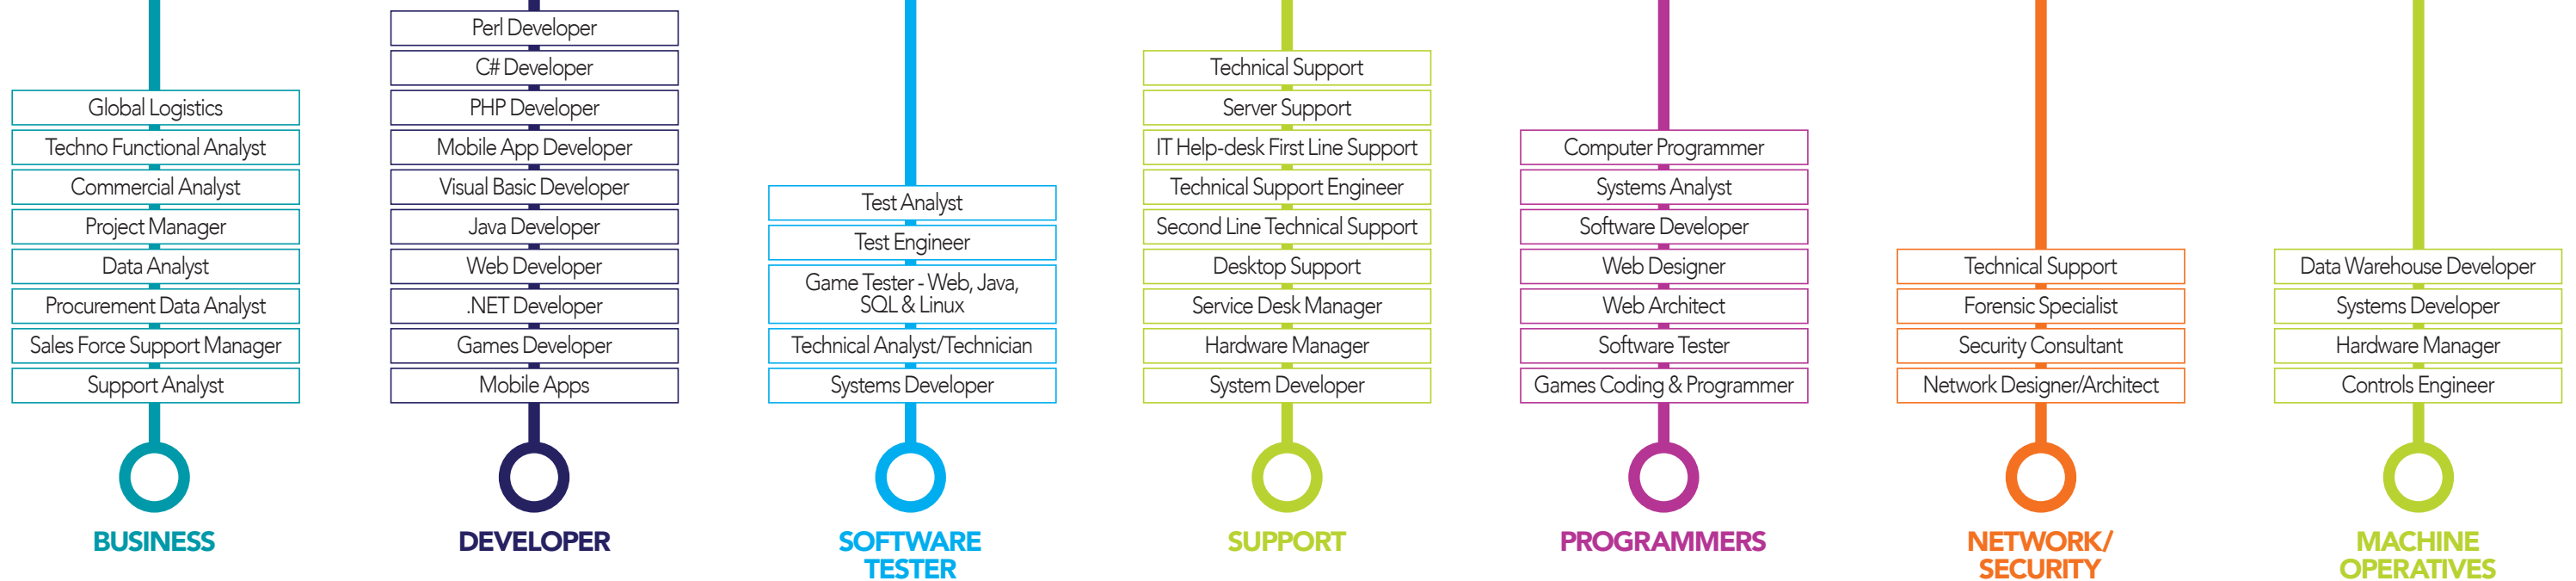 Global Logistics
Techno Functional Analyst
Commercial Analyst
Project Manager
Data Analyst
Procurement Data Analyst
Sales Force Support Manager
Support Analyst
BUSINESS
Perl Developer
C# Developer
PHP Developer
Mobile App Developer
Visual Basic Developer
Java Developer
Web Developer
.NET Developer
Games Developer
Mobile Apps
DEVELOPER
Test Analyst
Test Engineer
Game Tester - Web, Java,
SQL & Linux
Technical Analyst/Technician
Systems Developer
SOFTWARE
TESTER
Technical Support
Server Support
IT Help-desk First Line Support
Technical Support Engineer
Second Line Technical Support
Desktop Support
Service Desk Manager
Hardware Manager
System Developer
SUPPORT
Computer Programmer
Systems Analyst
Software Developer
Web Designer
Web Architect
Software Tester
Games Coding & Programmer
PROGRAMMERS
Technical Support
Forensic Specialist
Security Consultant
Network Designer/Architect
NETWORK/
SECURITY
Data Warehouse Developer
Systems Developer
Hardware Manager
Controls Engineer
MACHINE
OPERATIVES